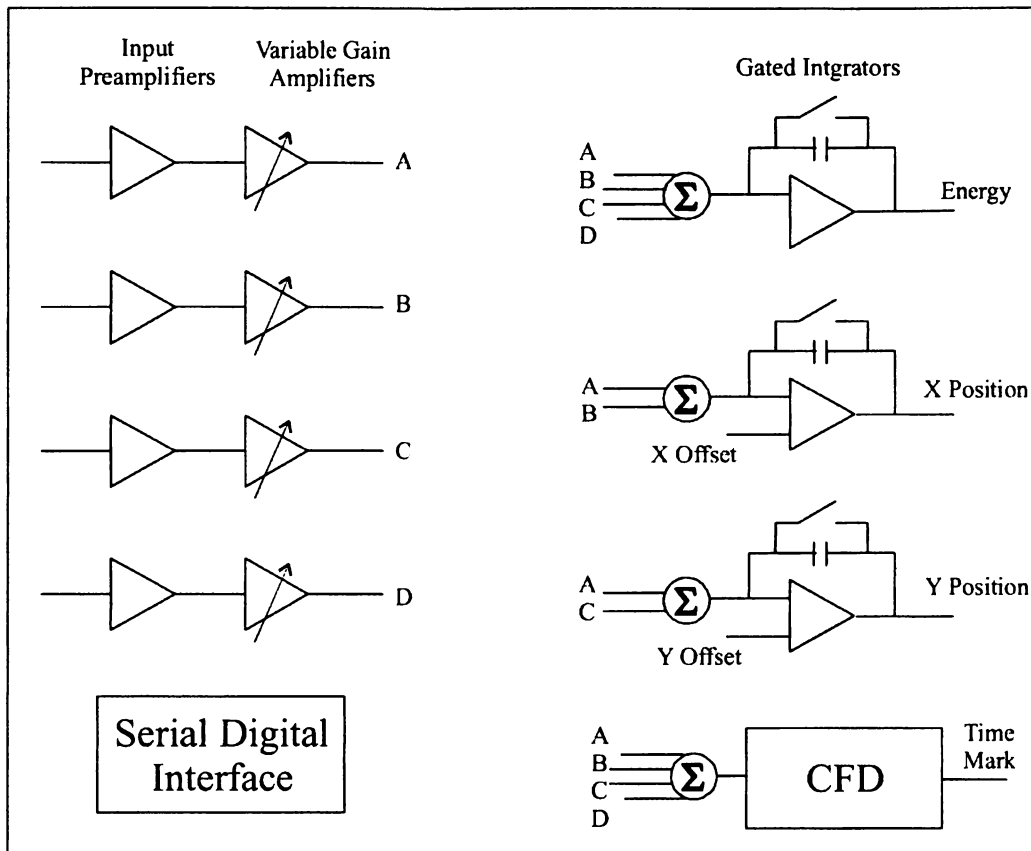 Input
Preamplifiers
Variable Gain
Amplifiers
A
B
C
D
Serial Digital
Interface
Gated Intgrators
A
B
C
D
Σ
Energy
A
B
Σ
X Offset
X Position
A
C
Σ
Y Offset
Y Position
A
B
C
D
Σ
CFD
Time
Mark